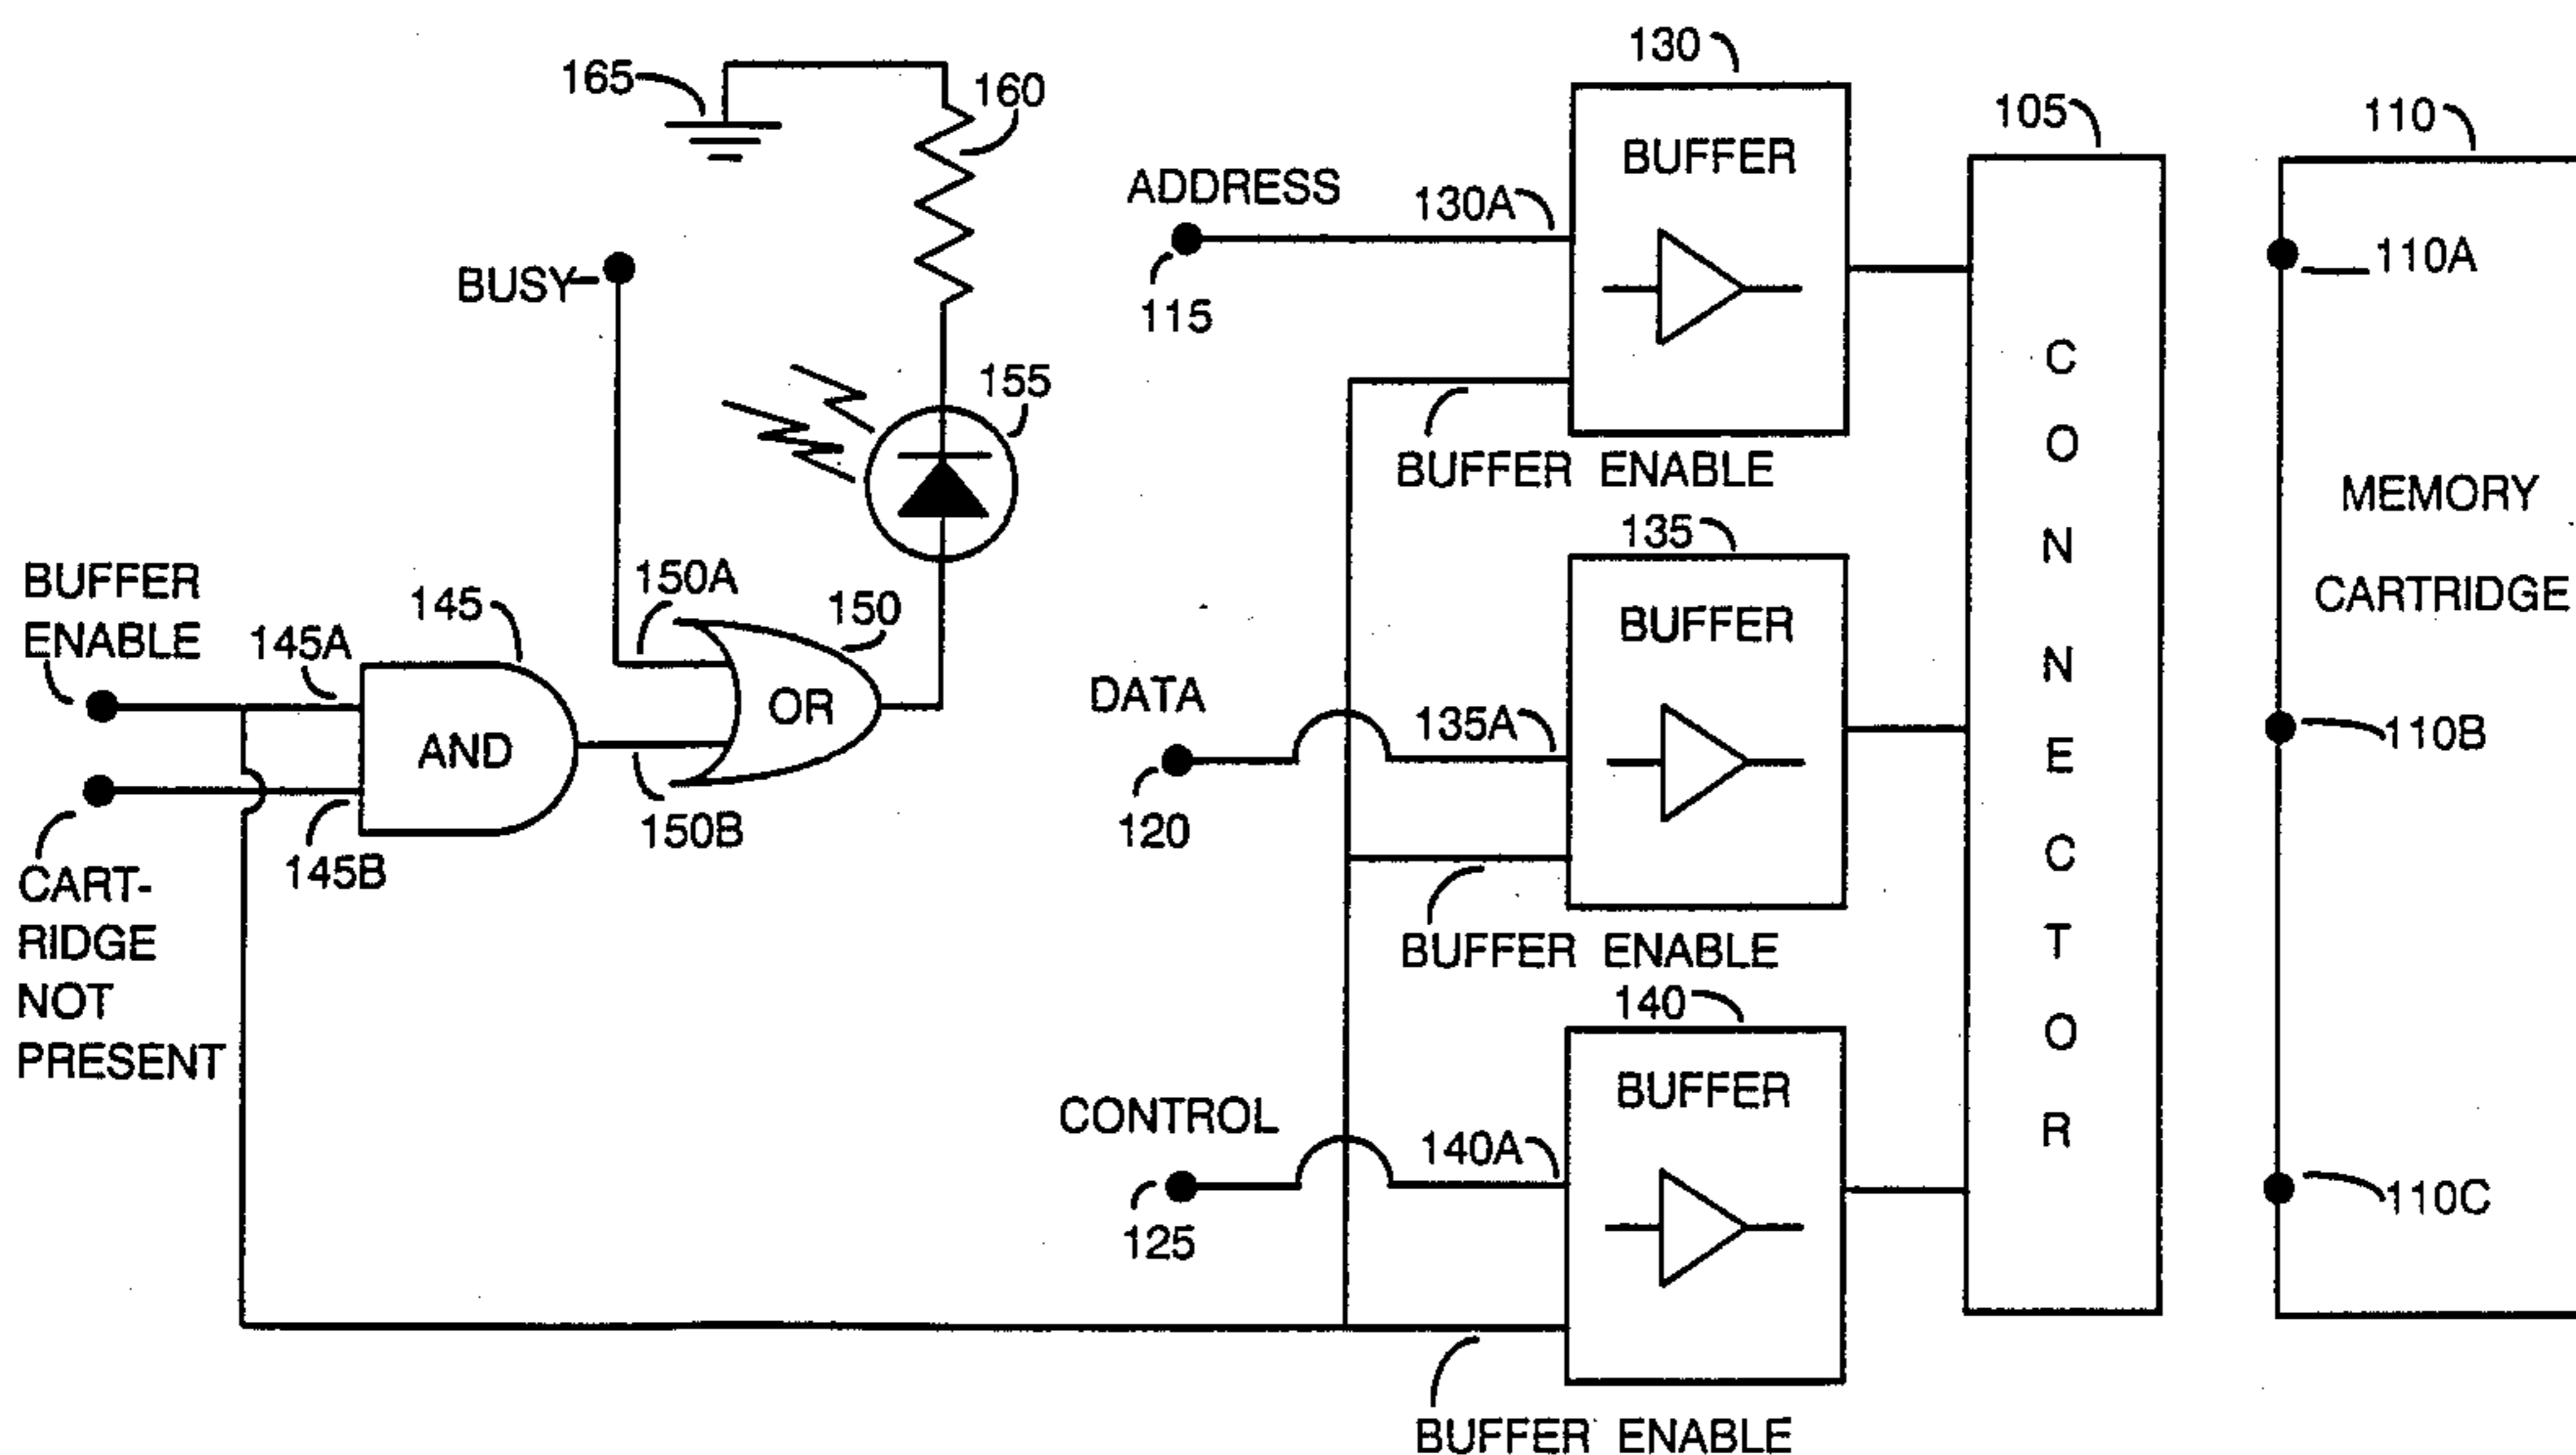 130
165
160
105
110
BUFFER
ADDRESS
130A
110A
BUSY
115
155
C
O
N
N
E
C
T
O
R
BUFFER ENABLE
MEMORY
CARTRIDGE
135
BUFFER
ENABLE
145
150A
150
BUFFER
145A
OR
DATA
135A
110B
AND
150B
120
145B
CART-
RIDGE
NOT
PRESENT
BUFFER ENABLE
140
BUFFER
CONTROL
140A
110C
125
BUFFER ENABLE